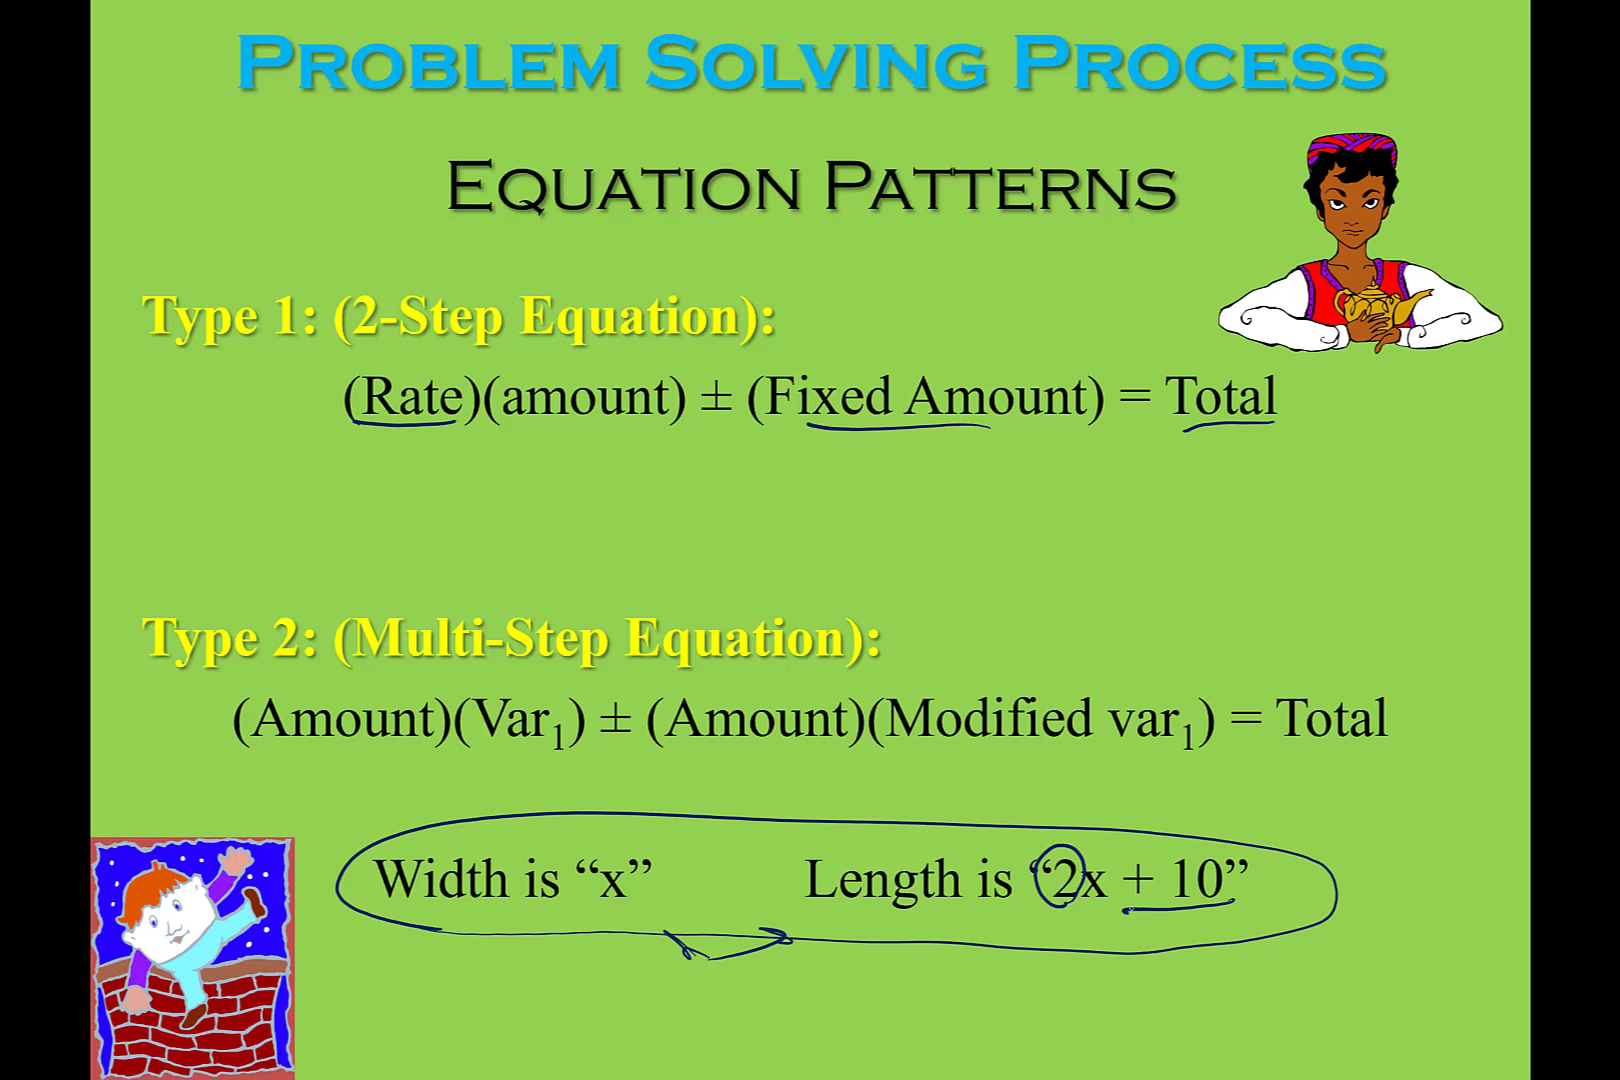 PROBLEM SOLVING PROCESS
EQUATION PATTERNS
Type 1: (2-Step Equation):
(Rate)(amount) ± (Fixed Amount) = Total
Type 2: (Multi-Step Equation):
(Amount)(Var₁) ± (Amount)(Modified var₁) = Total
Width is “x” Length is “2x + 10”